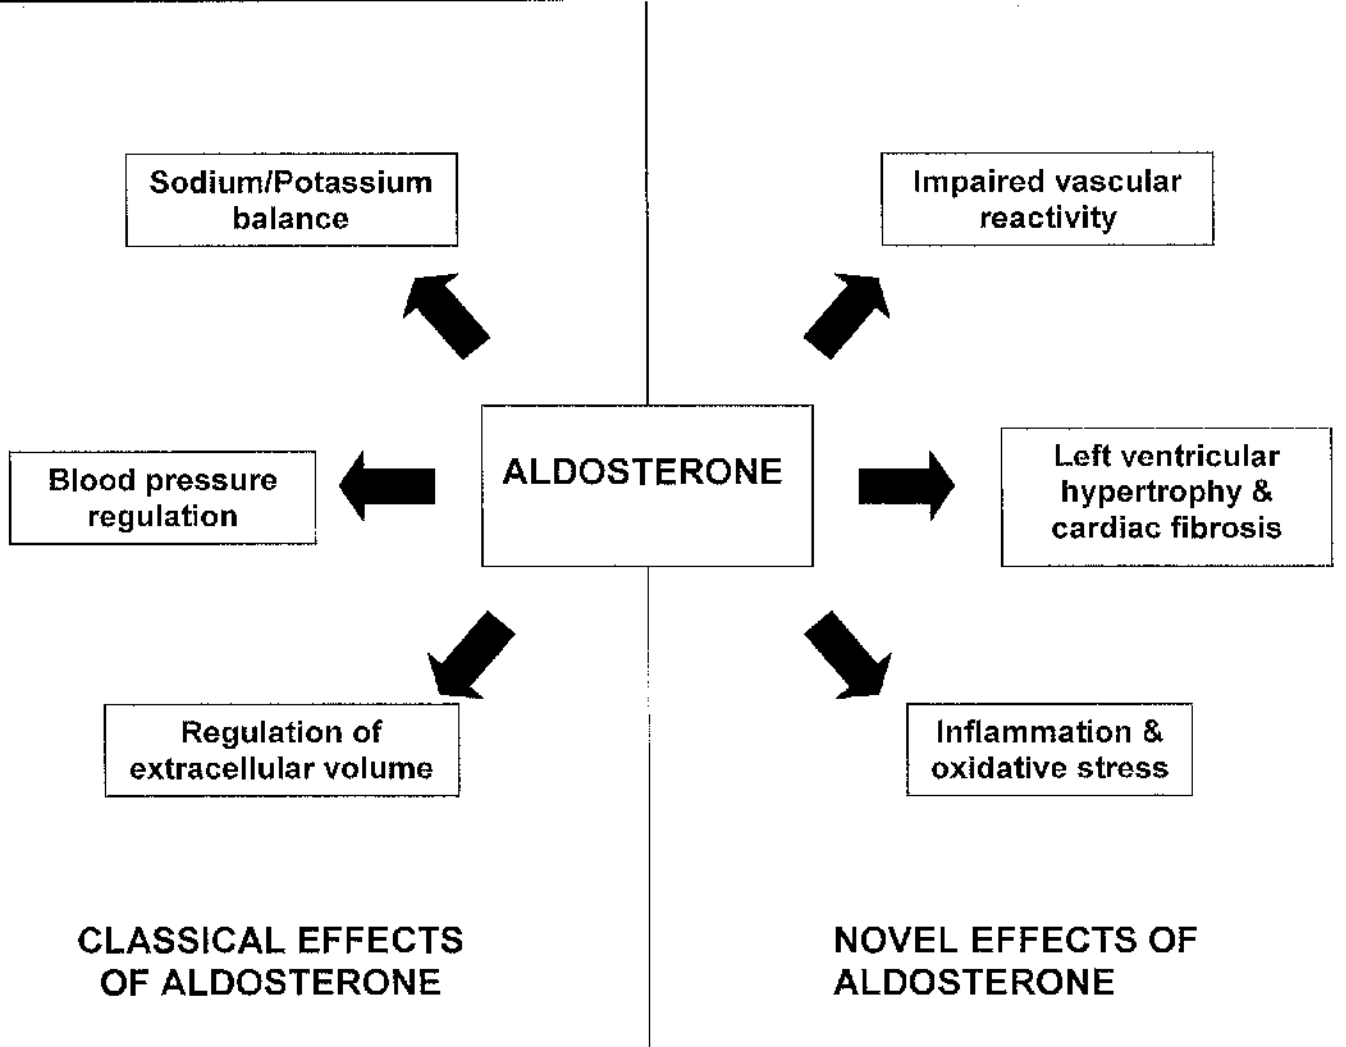 Sodium/Potassium
balance
Impaired vascular
reactivity
Blood pressure
regulation
ALDOSTERONE
Left ventricular
hypertrophy &
cardiac fibrosis
Regulation of
extracellular volume
Inflammation &
oxidative stress
CLASSICAL EFFECTS
OF ALDOSTERONE
NOVEL EFFECTS OF
ALDOSTERONE